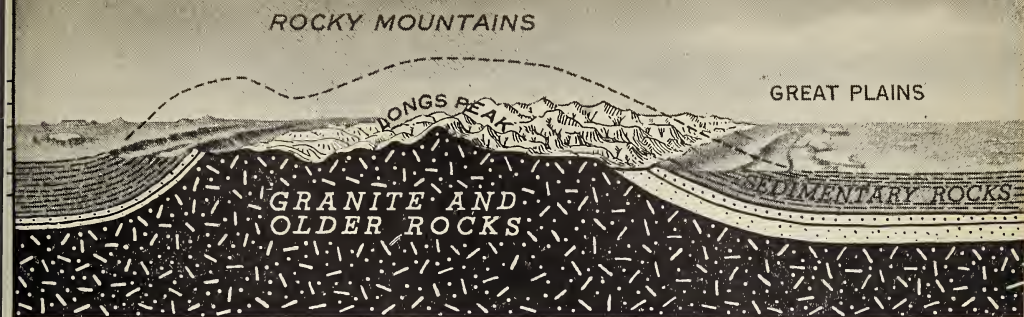 ROCKY MOUNTAINS
GREAT PLAINS
LONGS PEAK
SEDIMENTARY ROCKS
GRANITE AND
OLDER ROCKS